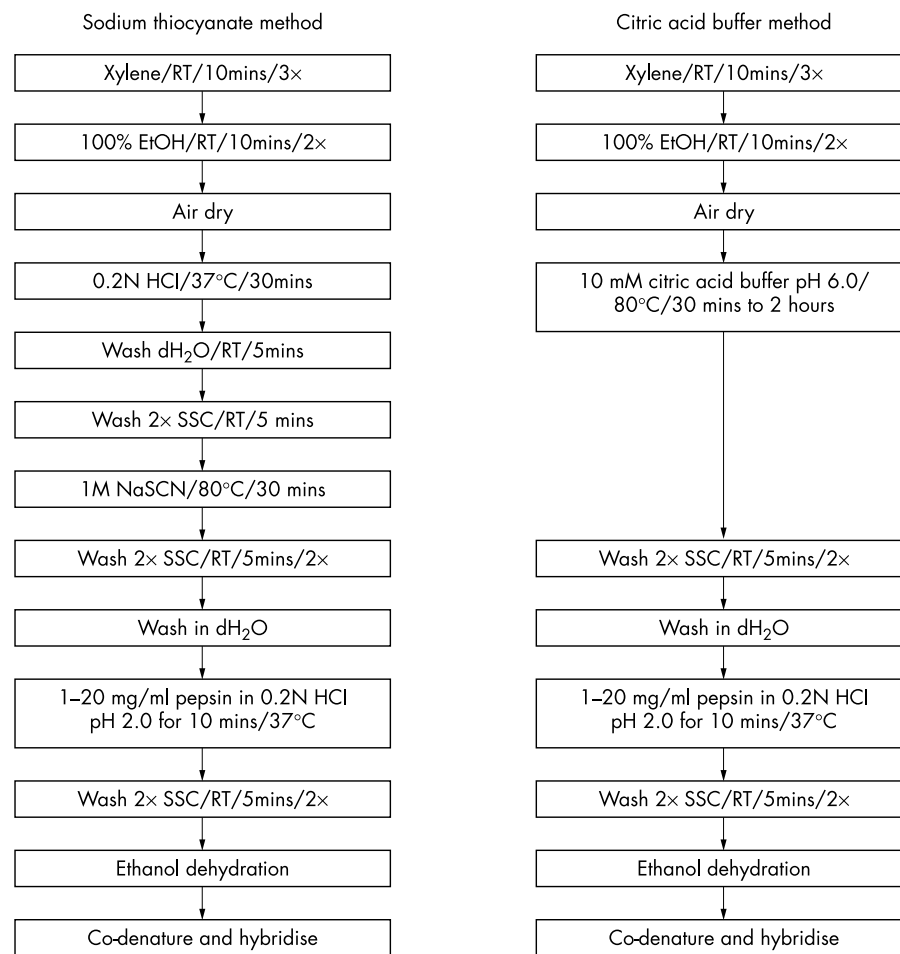 Sodium thiocyanate method
Xylene/RT/10mins/3×
100% EtOH/RT/10mins/2×
Air dry
0.2N HCl/37°C/30mins
Wash dH₂O/RT/5mins
Wash 2× SSC/RT/5 mins
1M NaSCN/80°C/30 mins
Wash 2× SSC/RT/5mins/2×
Wash in dH₂O
1–20 mg/ml pepsin in 0.2N HCl
pH 2.0 for 10 mins/37°C
Wash 2× SSC/RT/5mins/2×
Ethanol dehydration
Co-denature and hybridise
Citric acid buffer method
Xylene/RT/10mins/3×
100% EtOH/RT/10mins/2×
Air dry
10 mM citric acid buffer pH 6.0/
80°C/30 mins to 2 hours
Wash 2× SSC/RT/5mins/2×
Wash in dH₂O
1–20 mg/ml pepsin in 0.2N HCl
pH 2.0 for 10 mins/37°C
Wash 2× SSC/RT/5mins/2×
Ethanol dehydration
Co-denature and hybridise